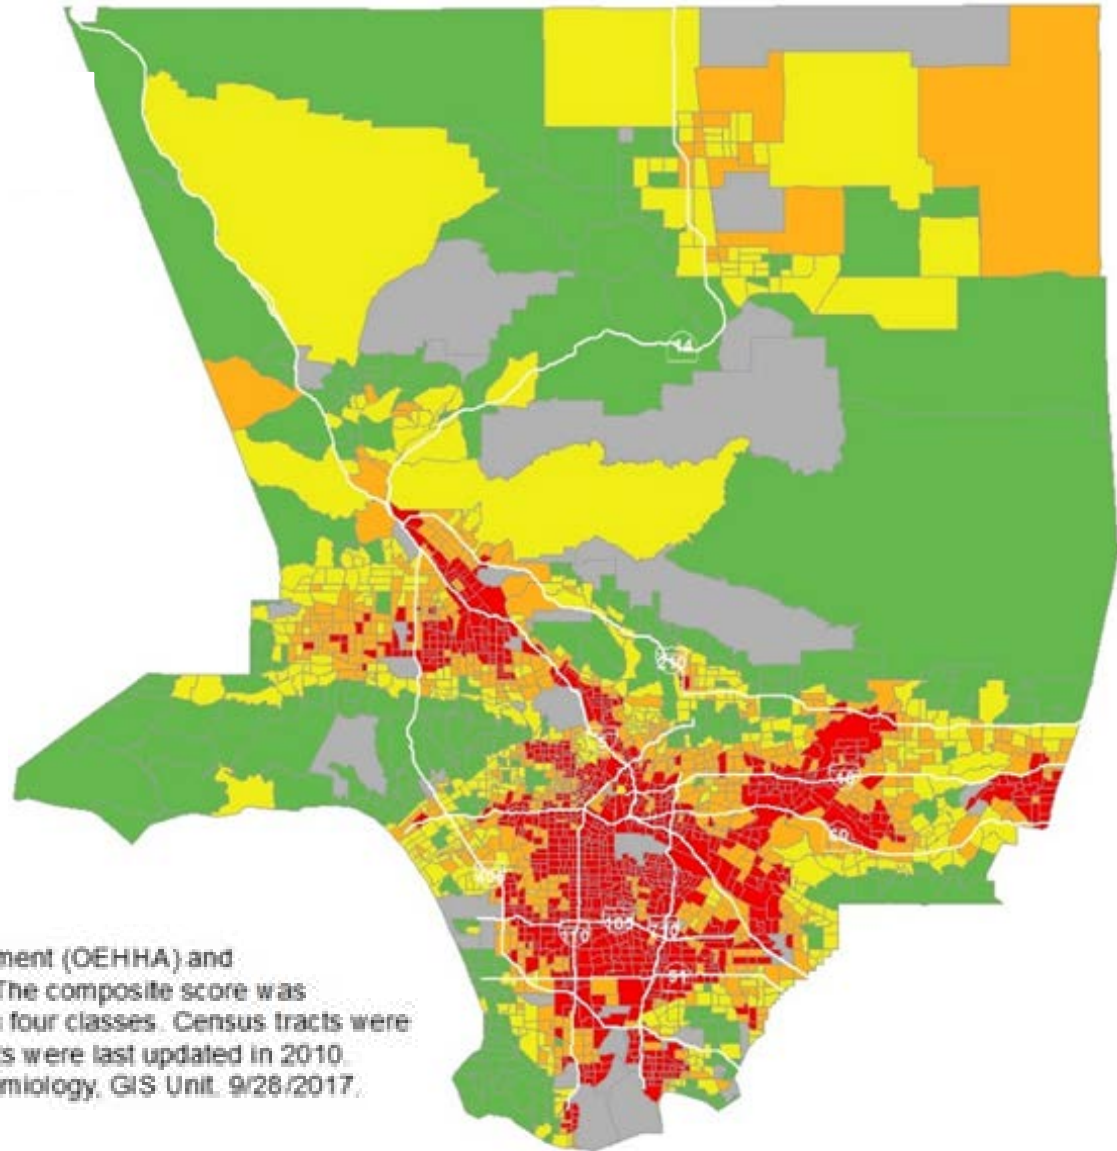 14
210
10
60
405
105
110
710
91
ment (OEHHA) and
The composite score was
four classes. Census tracts were
ts were last updated in 2010.
miology, GIS Unit. 9/28/2017.